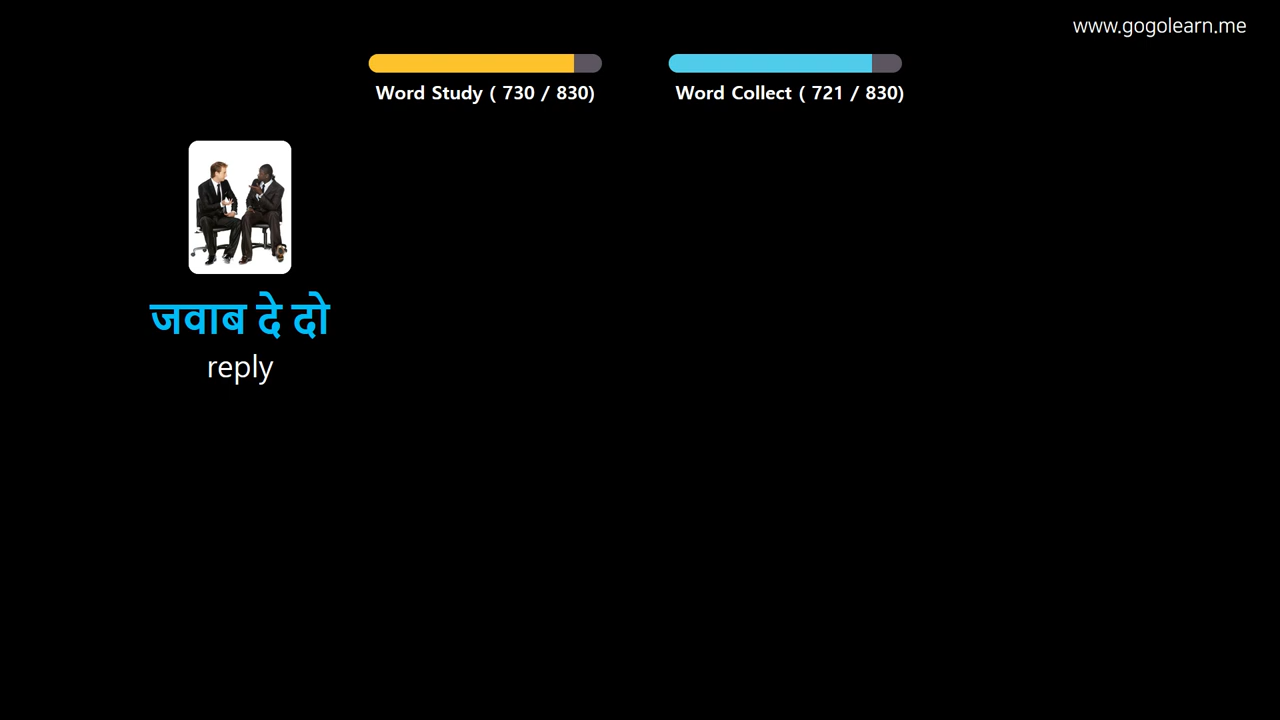 www.gogolearn.me
Word Study ( 730 / 830)
Word Collect ( 721 / 830)
जवाब दे दो
reply